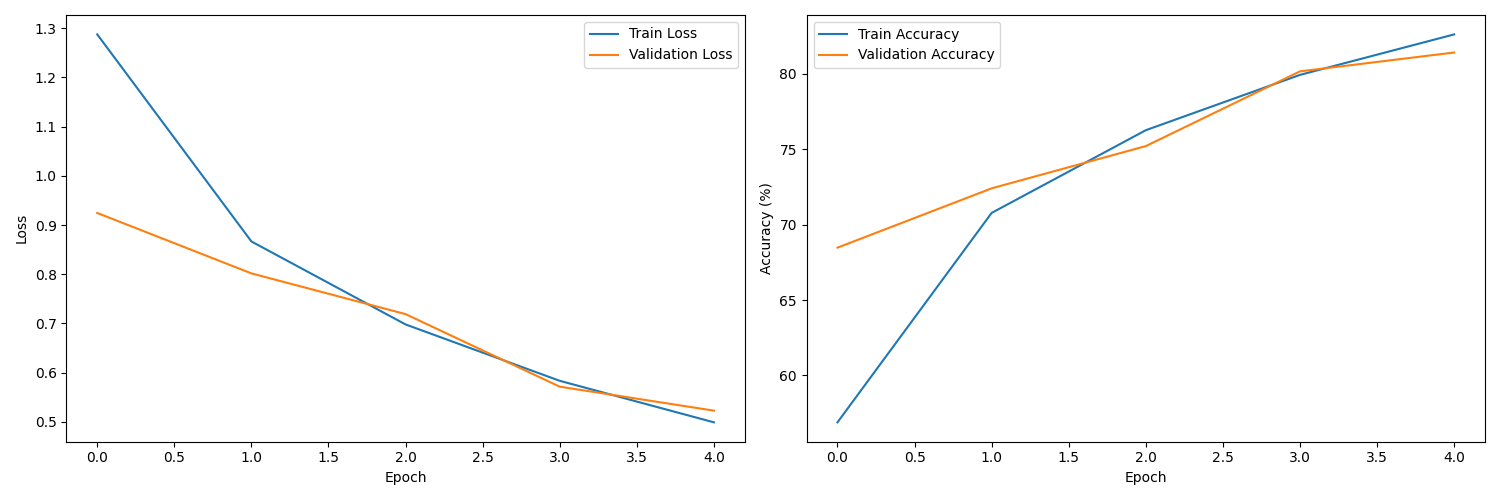 Train Loss
Validation Loss
1.3
1.2
1.1
1.0
0.9
0.8
0.7
0.6
0.5
Loss
0.0 0.5 1.0 1.5 2.0 2.5 3.0 3.5 4.0
Epoch
Train Accuracy
Validation Accuracy
80
75
70
65
60
Accuracy (%)
0.0 0.5 1.0 1.5 2.0 2.5 3.0 3.5 4.0
Epoch